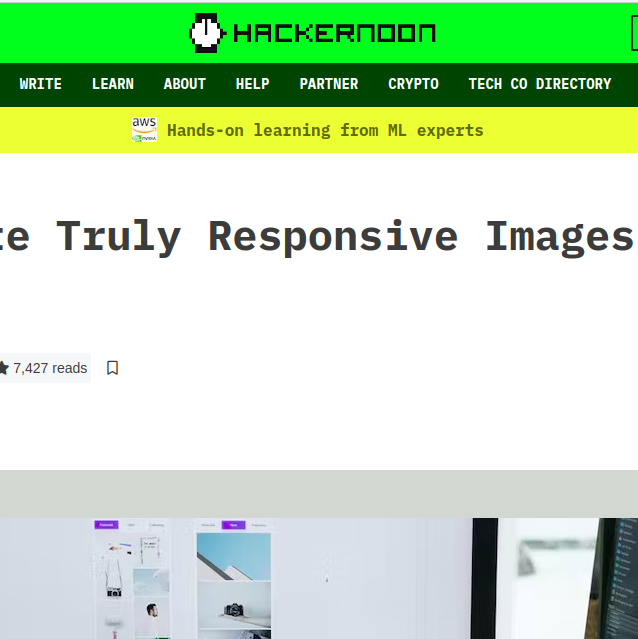 HACKERNOON
WRITE LEARN ABOUT HELP PARTNER CRYPTO TECH CO DIRECTORY
aws Hands-on learning from ML experts
te Truly Responsive Images
7,427 reads